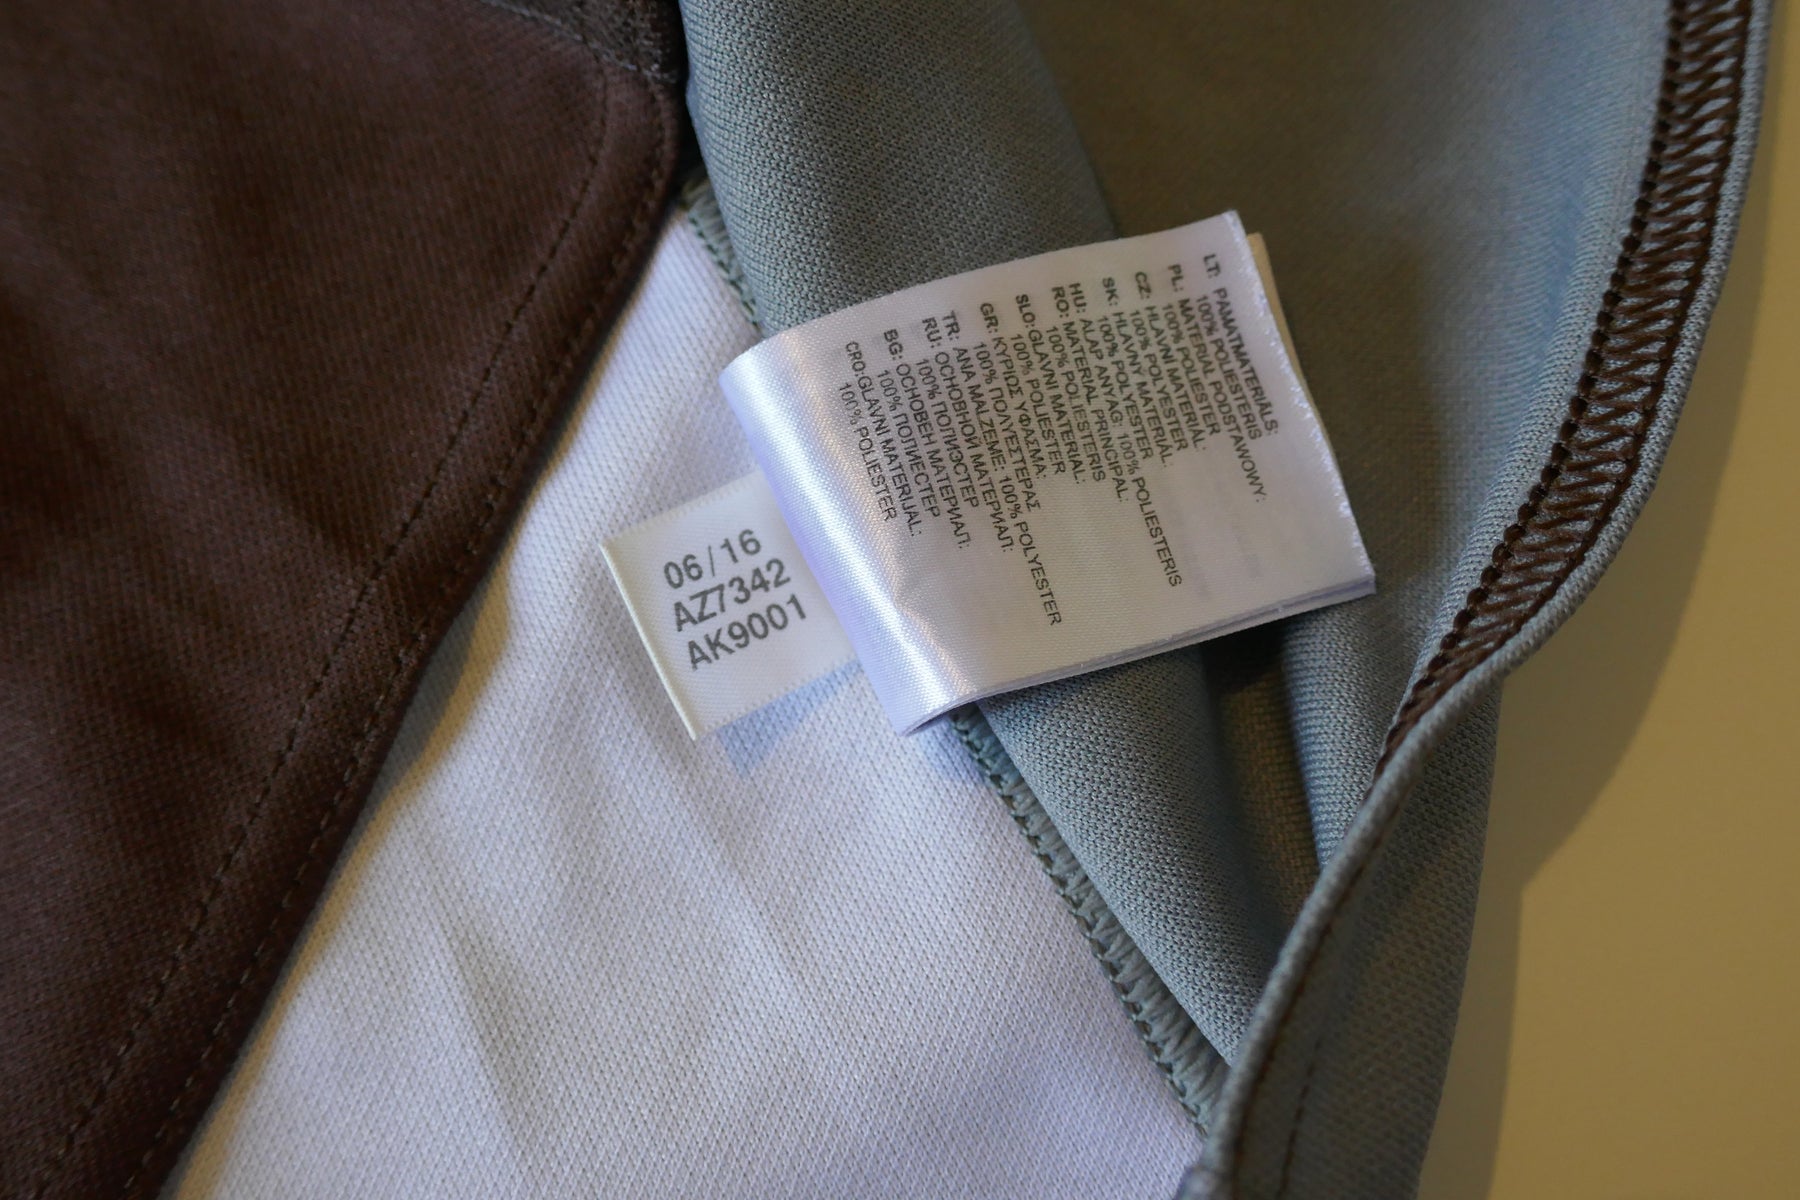 06/16
AZ7342
AK9001
LT: PAMATMATERIĀLS:
100% POLIESTERIS
PL: MATERIAŁ PODSTAWOWY:
100% POLIESTER
CZ: HLAVNÍ MATERIÁL:
100% POLYESTER
SK: HLAVNÝ MATERIÁL:
100% POLYESTER
HU: ALAP ANYAG: 100% POLIESTERIS
RO: MATERIAL PRINCIPAL:
100% POLIESTERIS
SLO:GLAVNI MATERIAL:
100% POLIESTER
GR: ΚΥΡΙΩΣ ΥΦΑΣΜΑ:
100% ΠΟΛΥΕΣΤΕΡΑΣ
TR: ANA MALZEME: 100% POLYESTER
RU: ОСНОВНОЙ МАТЕРИАЛ:
100% ПОЛИЭСТЕР
BG: ОСНОВЕН МАТЕРИАЛ:
100% ПОЛИЕСТЕР
CRO:GLAVNI MATERIJAL:
100% POLIESTER